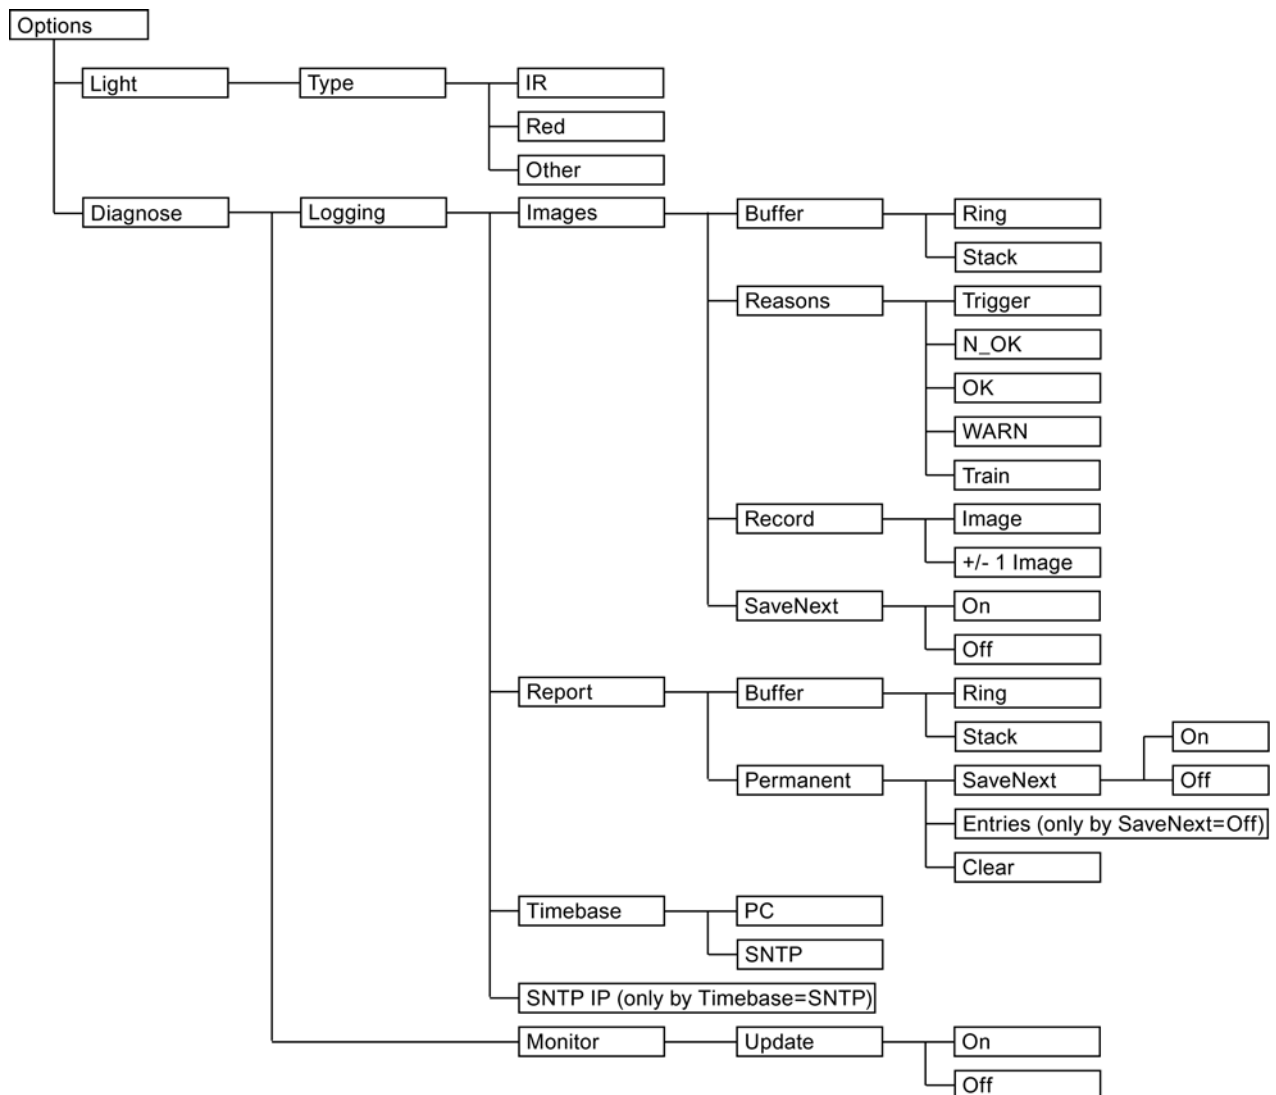 Options
Light
Type
IR
Red
Other
Diagnose
Logging
Images
Buffer
Ring
Stack
Reasons
Trigger
N_OK
OK
WARN
Train
Record
Image
+/- 1 Image
SaveNext
On
Off
Report
Buffer
Ring
Stack
Permanent
SaveNext
On
Off
Entries (only by SaveNext=Off)
Clear
Timebase
PC
SNTP
SNTP IP (only by Timebase=SNTP)
Monitor
Update
On
Off